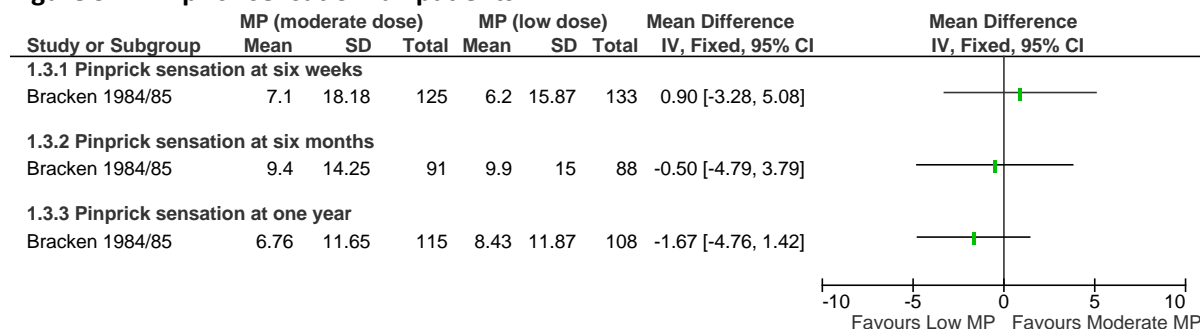 MP (moderate dose) MP (low dose) Mean Difference Mean Difference
Study or Subgroup Mean SD Total Mean SD Total IV, Fixed, 95% CI IV, Fixed, 95% CI
1.3.1 Pinprick sensation at six weeks
Bracken 1984/85 7.1 18.18 125 6.2 15.87 133 0.90 [-3.28, 5.08]
1.3.2 Pinprick sensation at six months
Bracken 1984/85 9.4 14.25 91 9.9 15 88 -0.50 [-4.79, 3.79]
1.3.3 Pinprick sensation at one year
Bracken 1984/85 6.76 11.65 115 8.43 11.87 108 -1.67 [-4.76, 1.42]
-10 -5 0 5 10
Favours Low MP Favours Moderate MP